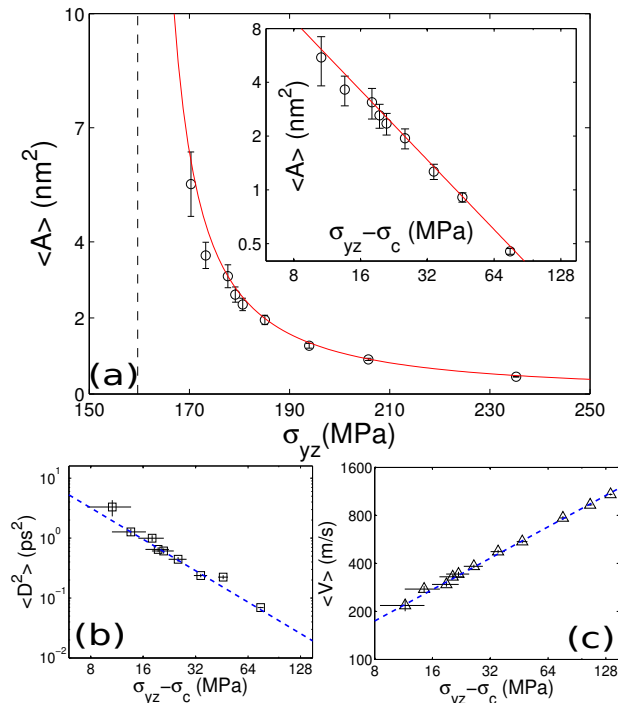 10
7
4
2
0
<A> (nm²)
(a)
150 170 190 210 230 250
σyz(MPa)
8
4
2
1
0.5
<A> (nm²)
σyz−σc (MPa)
8 16 32 64 128
10¹
10⁰
10⁻¹
10⁻²
<D²> (ps²)
(b)
8 16 32 64 128
σyz−σc (MPa)
1600
800
400
200
100
<V> (m/s)
(c)
8 16 32 64 128
σyz−σc (MPa)